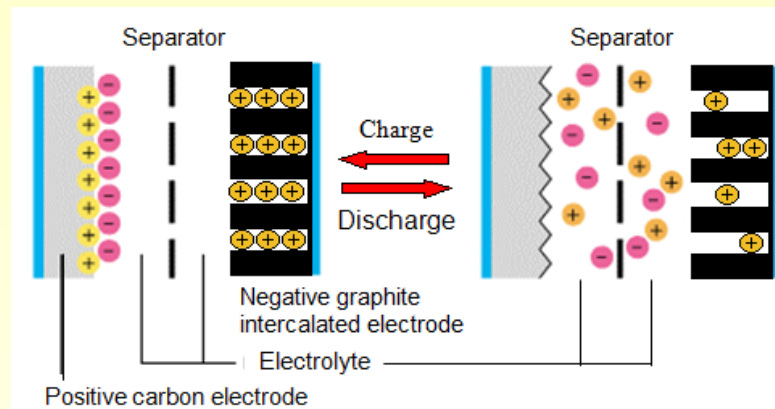 Separator
Separator
Charge
Discharge
Negative graphite
intercalated electrode
Electrolyte
Positive carbon electrode